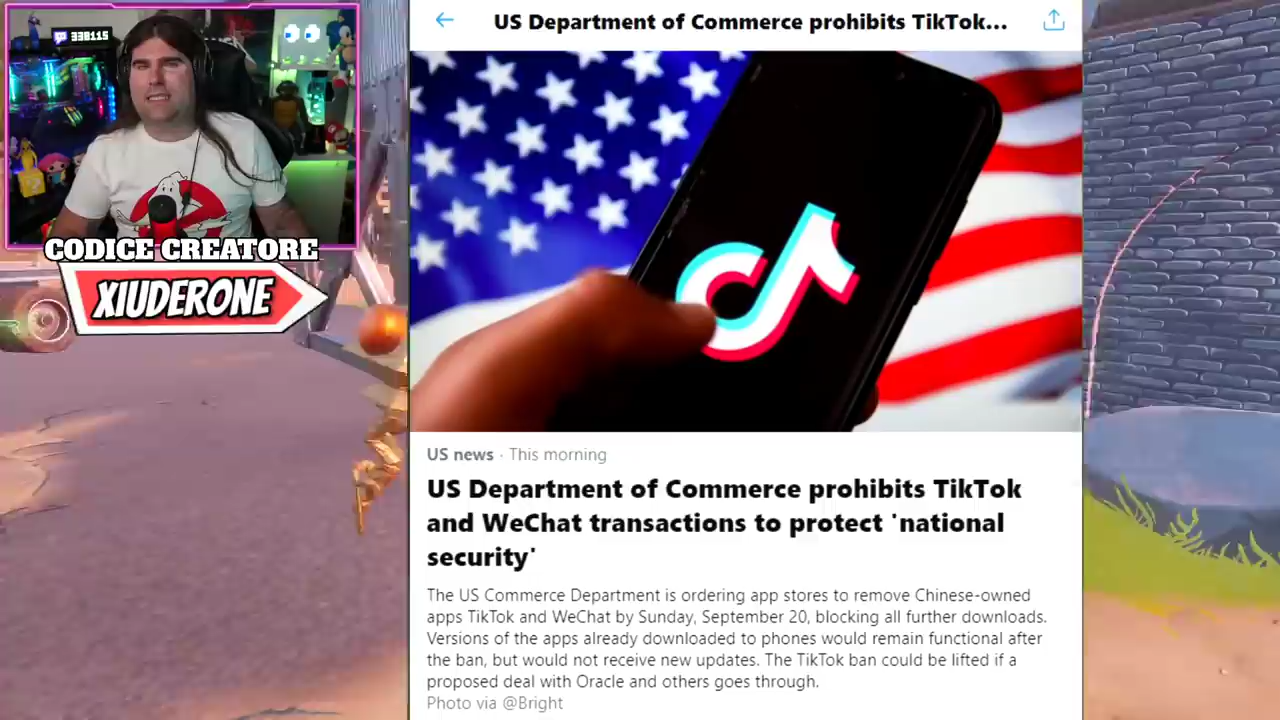 338115
CODICE CREATORE
XIUDERONE
US Department of Commerce prohibits TikTok...
US news · This morning
US Department of Commerce prohibits TikTok
and WeChat transactions to protect 'national
security'
The US Commerce Department is ordering app stores to remove Chinese-owned
apps TikTok and WeChat by Sunday, September 20, blocking all further downloads.
Versions of the apps already downloaded to phones would remain functional after
the ban, but would not receive new updates. The TikTok ban could be lifted if a
proposed deal with Oracle and others goes through.
Photo via @Bright